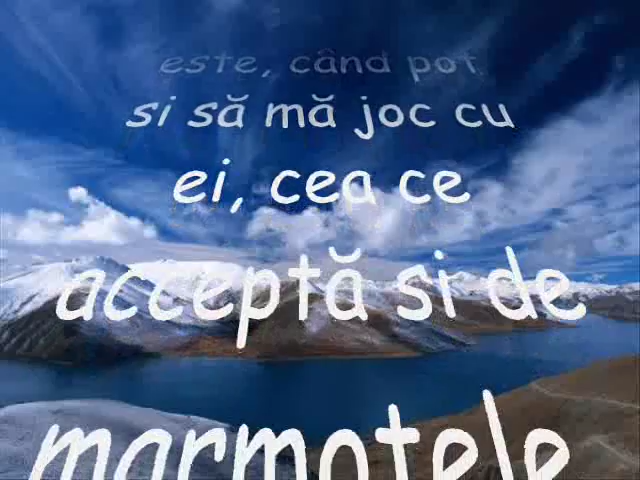 este, când pot
si să mă joc cu
ei, cea ce
acceptă si de
marmotele